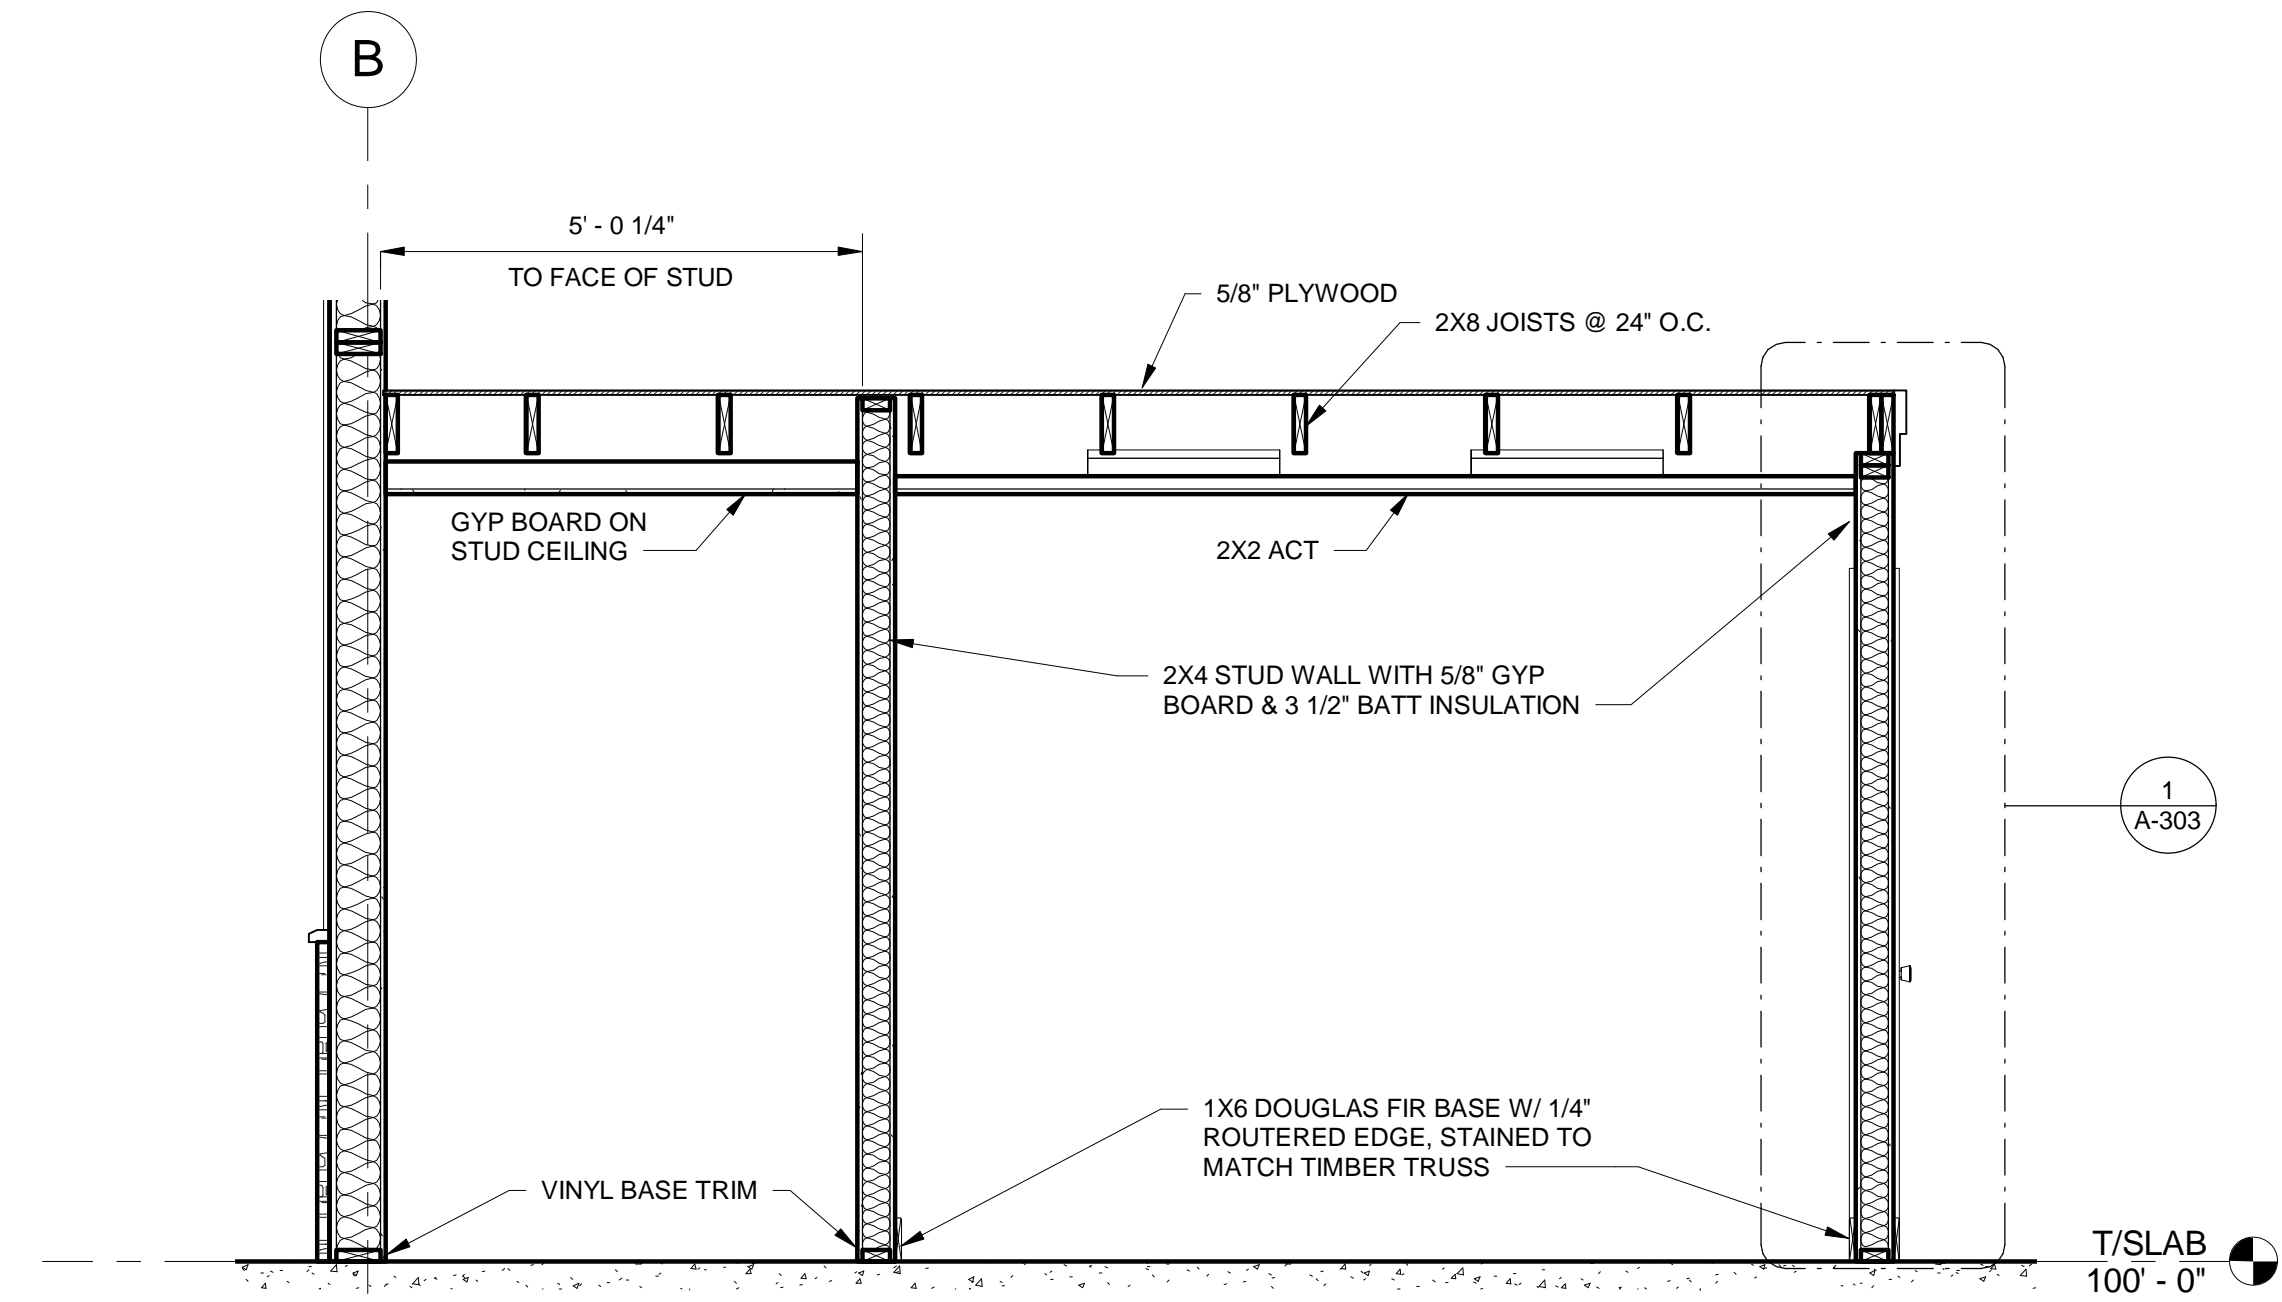 B
5' - 0 1/4"
TO FACE OF STUD
5/8" PLYWOOD
2X8 JOISTS @ 24" O.C.
GYP BOARD ON
STUD CEILING
2X2 ACT
2X4 STUD WALL WITH 5/8" GYP
BOARD & 3 1/2" BATT INSULATION
1
A-303
1X6 DOUGLAS FIR BASE W/ 1/4"
ROUTERED EDGE, STAINED TO
MATCH TIMBER TRUSS
VINYL BASE TRIM
T/SLAB
100' - 0"